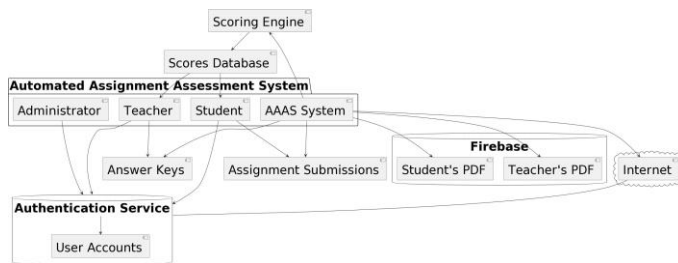 Scoring Engine
Scores Database
Automated Assignment Assessment System
Administrator
Teacher
Student
AAAS System
Firebase
Answer Keys
Assignment Submissions
Student's PDF
Teacher's PDF
Internet
Authentication Service
User Accounts